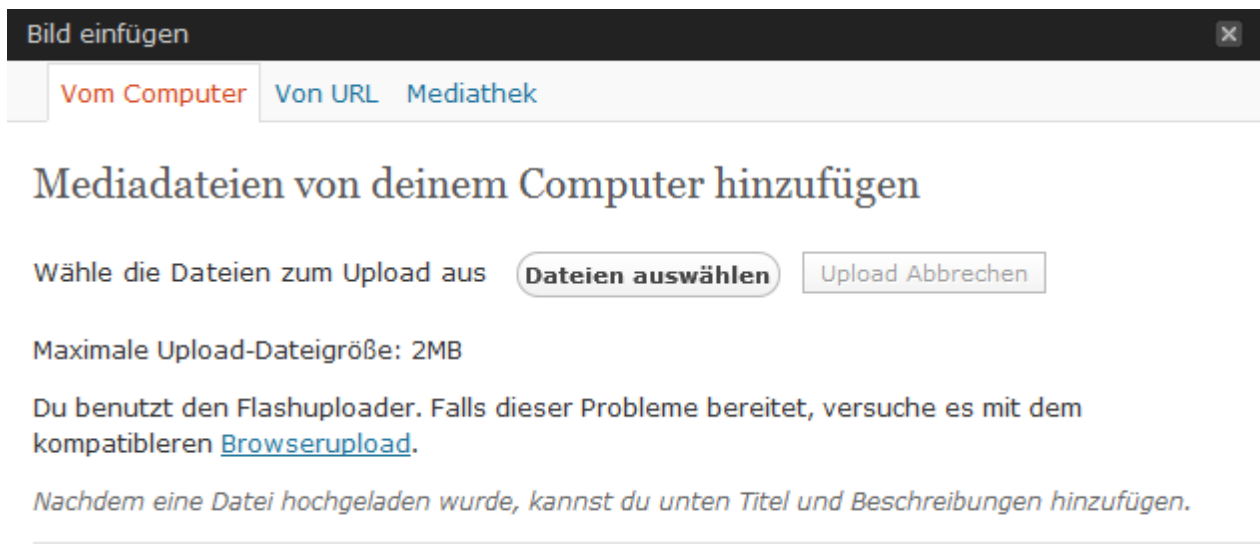 Bild einfügen
Vom Computer Von URL Mediathek
Mediadateien von deinem Computer hinzufügen
Wähle die Dateien zum Upload aus Dateien auswählen Upload Abbrechen
Maximale Upload-Dateigröße: 2MB
Du benutzt den Flashuploader. Falls dieser Probleme bereitet, versuche es mit dem
kompatibleren Browserupload.
Nachdem eine Datei hochgeladen wurde, kannst du unten Titel und Beschreibungen hinzufügen.